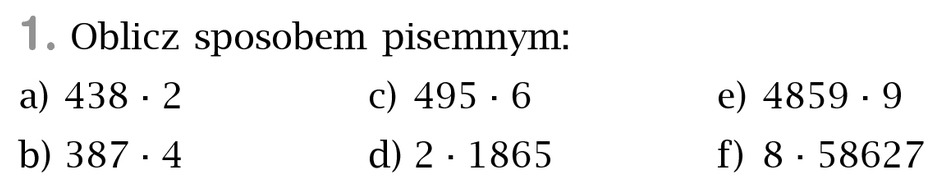 1. Oblicz sposobem pisemnym:
a) 438 · 2 c) 495 · 6 e) 4859 · 9
b) 387 · 4 d) 2 · 1865 f) 8 · 58627